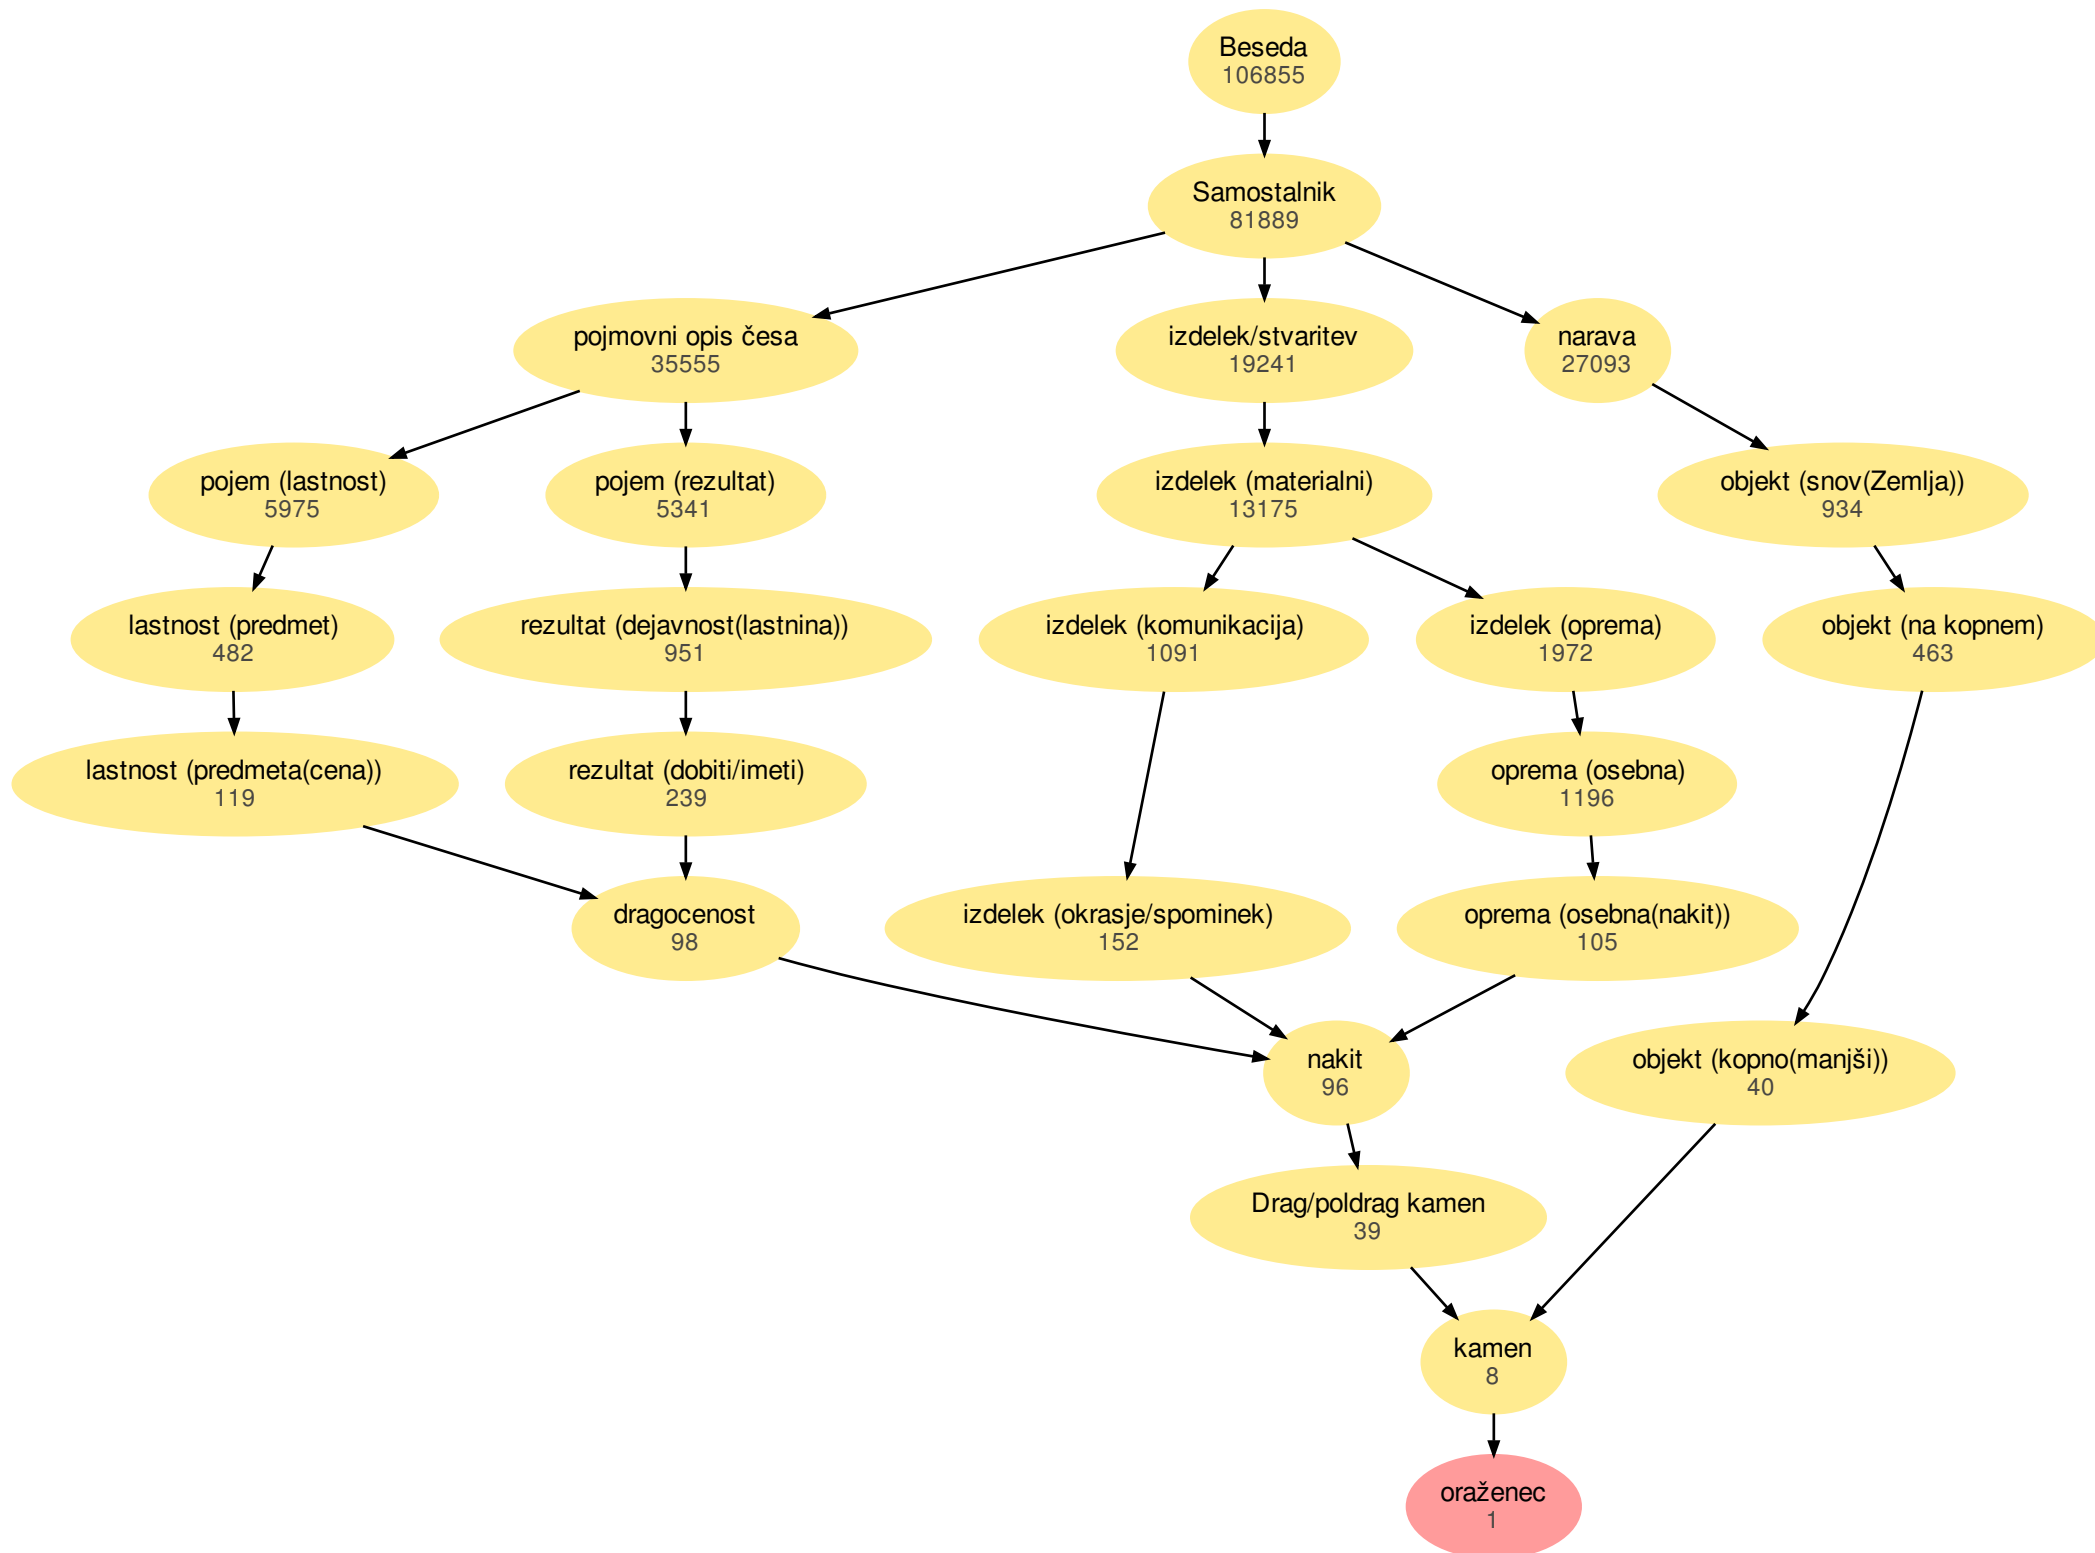 Beseda
106855
Samostalnik
81889
pojmovni opis česa
35555
izdelek/stvaritev
19241
narava
27093
pojem (lastnost)
5975
pojem (rezultat)
5341
izdelek (materialni)
13175
objekt (snov(Zemlja))
934
lastnost (predmet)
482
rezultat (dejavnost(lastnina))
951
izdelek (komunikacija)
1091
izdelek (oprema)
1972
objekt (na kopnem)
463
lastnost (predmeta(cena))
119
rezultat (dobiti/imeti)
239
oprema (osebna)
1196
dragocenost
98
izdelek (okrasje/spominek)
152
oprema (osebna(nakit))
105
nakit
96
objekt (kopno(manjši))
40
Drag/poldrag kamen
39
kamen
8
oraženec
1